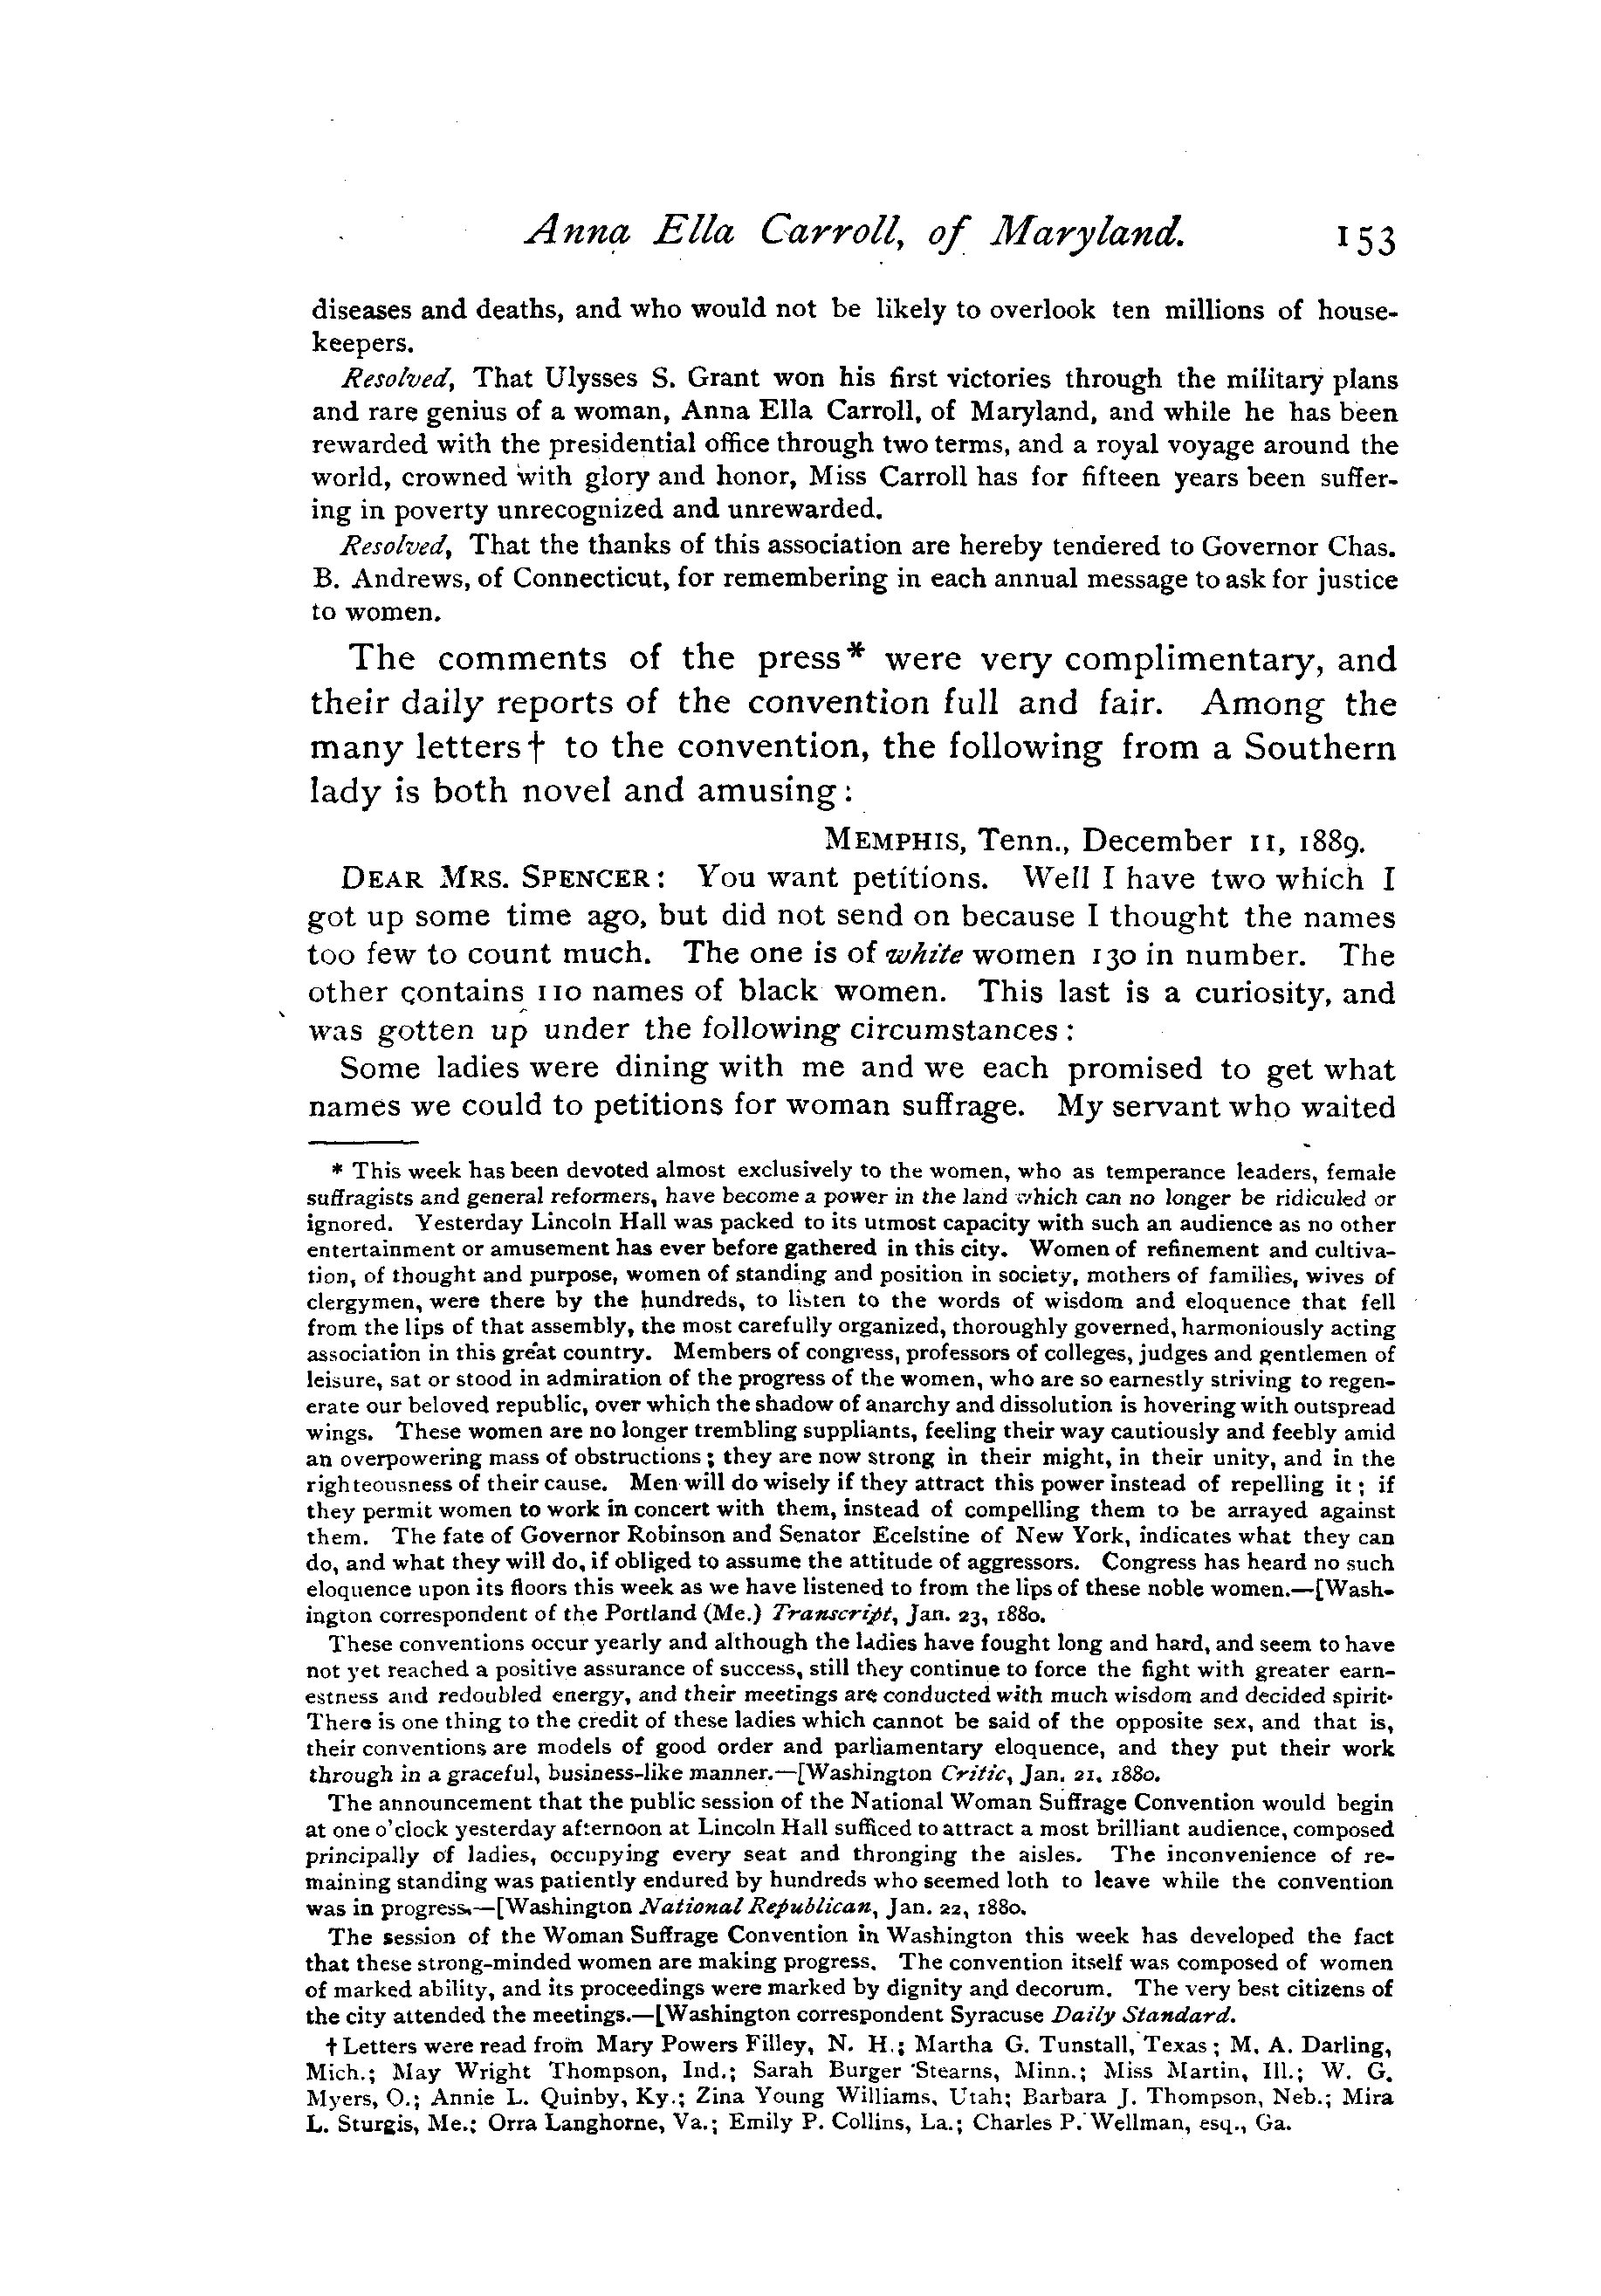 Anna Ella Carroll, of Maryland. 153
diseases and deaths, and who would not be likely to overlook ten millions of house-
keepers.
Resolved, That Ulysses S. Grant won his first victories through the military plans
and rare genius of a woman, Anna Ella Carroll, of Maryland, and while he has been
rewarded with the presidential office through two terms, and a royal voyage around the
world, crowned with glory and honor, Miss Carroll has for fifteen years been suffer-
ing in poverty unrecognized and unrewarded.
Resolved, That the thanks of this association are hereby tendered to Governor Chas.
B. Andrews, of Connecticut, for remembering in each annual message to ask for justice
to women.
The comments of the press* were very complimentary, and
their daily reports of the convention full and fair. Among the
many letters† to the convention, the following from a Southern
lady is both novel and amusing:
MEMPHIS, Tenn., December 11, 1889.
DEAR MRS. SPENCER: You want petitions. Well I have two which I
got up some time ago, but did not send on because I thought the names
too few to count much. The one is of white women 130 in number. The
other contains 110 names of black women. This last is a curiosity, and
was gotten up under the following circumstances:
Some ladies were dining with me and we each promised to get what
names we could to petitions for woman suffrage. My servant who waited
* This week has been devoted almost exclusively to the women, who as temperance leaders, female
suffragists and general reformers, have become a power in the land which can no longer be ridiculed or
ignored. Yesterday Lincoln Hall was packed to its utmost capacity with such an audience as no other
entertainment or amusement has ever before gathered in this city. Women of refinement and cultiva-
tion, of thought and purpose, women of standing and position in society, mothers of families, wives of
clergymen, were there by the hundreds, to listen to the words of wisdom and eloquence that fell
from the lips of that assembly, the most carefully organized, thoroughly governed, harmoniously acting
association in this great country. Members of congress, professors of colleges, judges and gentlemen of
leisure, sat or stood in admiration of the progress of the women, who are so earnestly striving to regen-
erate our beloved republic, over which the shadow of anarchy and dissolution is hovering with outspread
wings. These women are no longer trembling suppliants, feeling their way cautiously and feebly amid
an overpowering mass of obstructions; they are now strong in their might, in their unity, and in the
righteousness of their cause. Men will do wisely if they attract this power instead of repelling it; if
they permit women to work in concert with them, instead of compelling them to be arrayed against
them. The fate of Governor Robinson and Senator Ecelstine of New York, indicates what they can
do, and what they will do, if obliged to assume the attitude of aggressors. Congress has heard no such
eloquence upon its floors this week as we have listened to from the lips of these noble women.—[Wash-
ington correspondent of the Portland (Me.) Transcript, Jan. 23, 1880.
These conventions occur yearly and although the ladies have fought long and hard, and seem to have
not yet reached a positive assurance of success, still they continue to force the fight with greater earn-
estness and redoubled energy, and their meetings are conducted with much wisdom and decided spirit.
There is one thing to the credit of these ladies which cannot be said of the opposite sex, and that is,
their conventions are models of good order and parliamentary eloquence, and they put their work
through in a graceful, business-like manner.—[Washington Critic, Jan. 21, 1880.
The announcement that the public session of the National Woman Suffrage Convention would begin
at one o'clock yesterday afternoon at Lincoln Hall sufficed to attract a most brilliant audience, composed
principally of ladies, occupying every seat and thronging the aisles. The inconvenience of re-
maining standing was patiently endured by hundreds who seemed loth to leave while the convention
was in progress.—[Washington National Republican, Jan. 22, 1880.
The session of the Woman Suffrage Convention in Washington this week has developed the fact
that these strong-minded women are making progress. The convention itself was composed of women
of marked ability, and its proceedings were marked by dignity and decorum. The very best citizens of
the city attended the meetings.—[Washington correspondent Syracuse Daily Standard.
† Letters were read from Mary Powers Filley, N. H.; Martha G. Tunstall, Texas; M. A. Darling,
Mich.; May Wright Thompson, Ind.; Sarah Burger Stearns, Minn.; Miss Martin, Ill.; W. G.
Myers, O.; Annie L. Quinby, Ky.; Zina Young Williams, Utah; Barbara J. Thompson, Neb.; Mira
L. Sturgis, Me.; Orra Langhorne, Va.; Emily P. Collins, La.; Charles P. Wellman, esq., Ga.